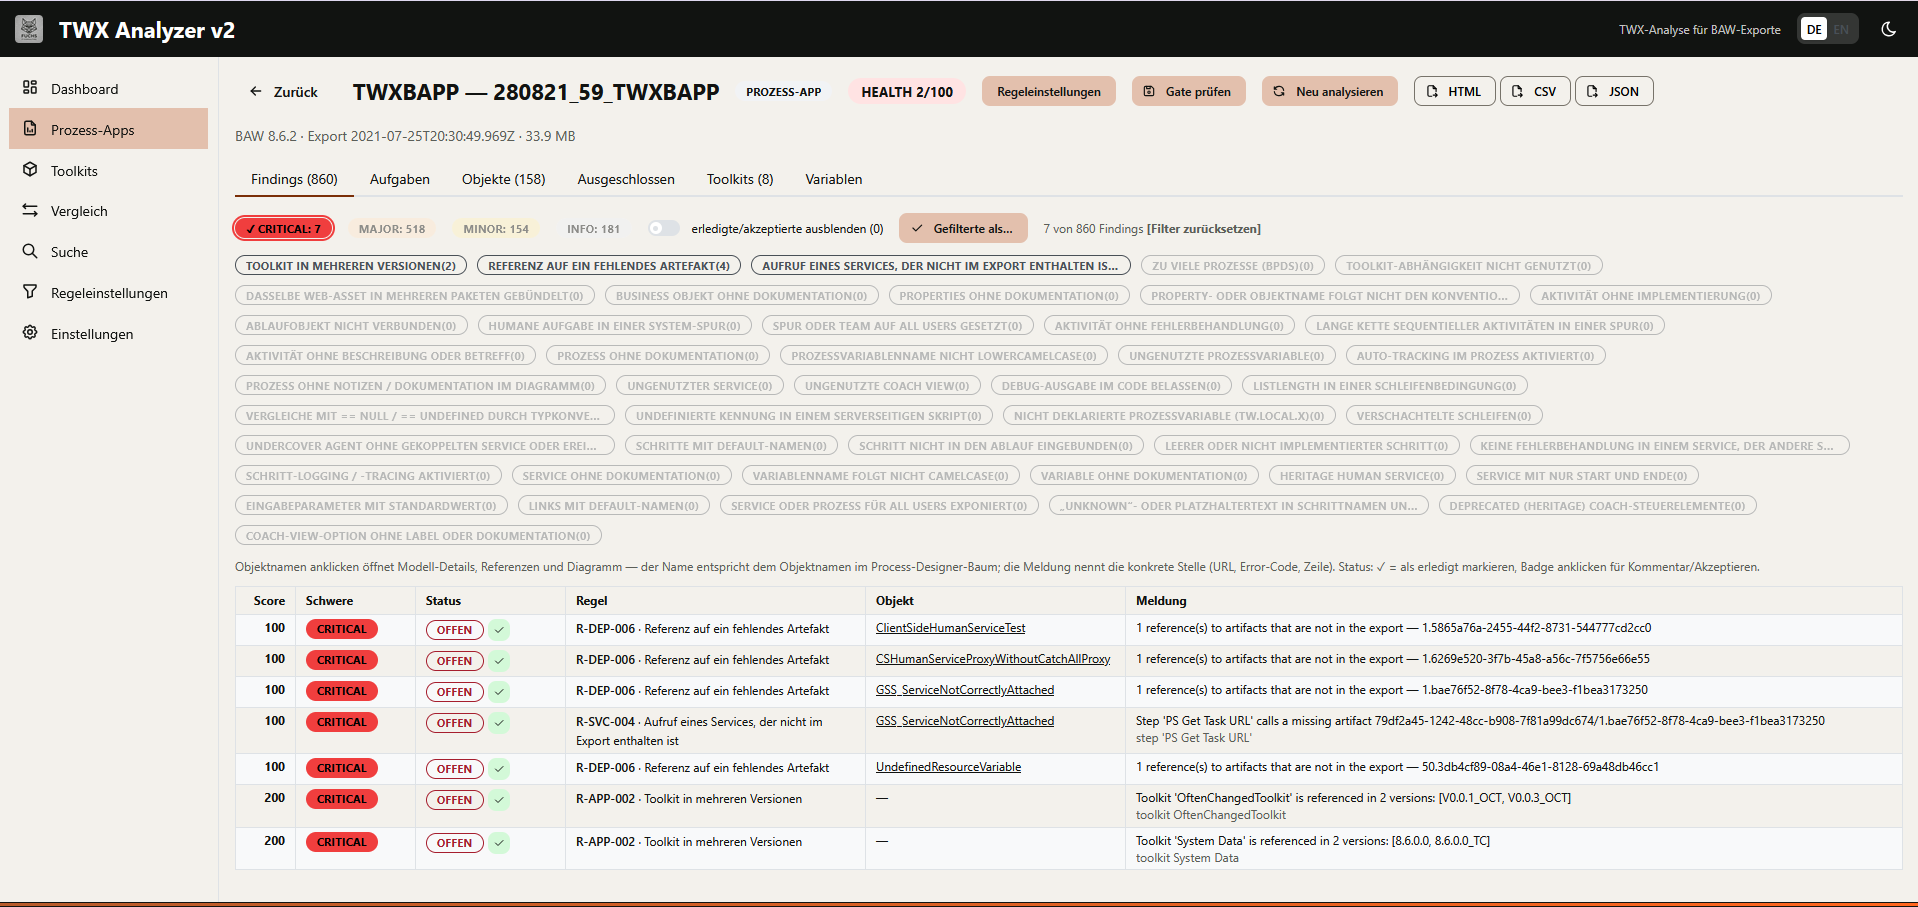 FUCHS
TWX Analyzer v2
TWX-Analyse für BAW-Exporte
DE
EN
Dashboard
Prozess-Apps
Toolkits
Vergleich
Suche
Regeleinstellungen
Einstellungen
Zurück
TWXBAPP — 280821_59_TWXBAPP
PROZESS-APP
HEALTH 2/100
Regeleinstellungen
Gate prüfen
Neu analysieren
HTML
CSV
JSON
BAW 8.6.2 · Export 2021-07-25T20:30:49.969Z · 33.9 MB
Findings (860)
Aufgaben
Objekte (158)
Ausgeschlossen
Toolkits (8)
Variablen
✓ CRITICAL: 7
MAJOR: 518
MINOR: 154
INFO: 181
erledigte/akzeptierte ausblenden (0)
Gefilterte als...
7 von 860 Findings [Filter zurücksetzen]
TOOLKIT IN MEHREREN VERSIONEN(2)
REFERENZ AUF EIN FEHLENDES ARTEFAKT(4)
AUFRUF EINES SERVICES, DER NICHT IM EXPORT ENTHALTEN IS...
ZU VIELE PROZESSE (BPDS)(0)
TOOLKIT-ABHÄNGIGKEIT NICHT GENUTZT(0)
DASSELBE WEB-ASSET IN MEHREREN PAKETEN GEBÜNDELT(0)
BUSINESS OBJEKT OHNE DOKUMENTATION(0)
PROPERTIES OHNE DOKUMENTATION(0)
PROPERTY- ODER OBJEKTNAME FOLGT NICHT DEN KONVENTIO...
AKTIVITÄT OHNE IMPLEMENTIERUNG(0)
ABLAUFOBJEKT NICHT VERBUNDEN(0)
HUMANE AUFGABE IN EINER SYSTEM-SPUR(0)
SPUR ODER TEAM AUF ALL USERS GESETZT(0)
AKTIVITÄT OHNE FEHLERBEHANDLUNG(0)
LANGE KETTE SEQUENTIELLER AKTIVITÄTEN IN EINER SPUR(0)
AKTIVITÄT OHNE BESCHREIBUNG ODER BETREFF(0)
PROZESS OHNE DOKUMENTATION(0)
PROZESSVARIABLENNAME NICHT LOWERCAMELCASE(0)
UNGENUTZTE PROZESSVARIABLE(0)
AUTO-TRACKING IM PROZESS AKTIVIERT(0)
PROZESS OHNE NOTIZEN / DOKUMENTATION IM DIAGRAMM(0)
UNGENUTZTER SERVICE(0)
UNGENUTZTE COACH VIEW(0)
DEBUG-AUSGABE IM CODE BELASSEN(0)
LISTLENGTH IN EINER SCHLEIFENBEDINGUNG(0)
VERGLEICHE MIT == NULL / == UNDEFINED DURCH TYPKONVE...
UNDEFINIERTE KENNUNG IN EINEM SERVERSEITIGEN SKRIPT(0)
NICHT DEKLARIERTE PROZESSVARIABLE (TW.LOCAL.X)(0)
VERSCHACHTELTE SCHLEIFEN(0)
UNDERCOVER AGENT OHNE GEKOPPELTEN SERVICE ODER EREI...
SCHRITTE MIT DEFAULT-NAMEN(0)
SCHRITT NICHT IN DEN ABLAUF EINGEBUNDEN(0)
LEERER ODER NICHT IMPLEMENTIERTER SCHRITT(0)
KEINE FEHLERBEHANDLUNG IN EINEM SERVICE, DER ANDERE S...
SCHRITT-LOGGING / -TRACING AKTIVIERT(0)
SERVICE OHNE DOKUMENTATION(0)
VARIABLENNAME FOLGT NICHT CAMELCASE(0)
VARIABLE OHNE DOKUMENTATION(0)
HERITAGE HUMAN SERVICE(0)
SERVICE MIT NUR START UND ENDE(0)
EINGABEPARAMETER MIT STANDARDWERT(0)
LINKS MIT DEFAULT-NAMEN(0)
SERVICE ODER PROZESS FÜR ALL USERS EXPONIERT(0)
„UNKNOWN“- ODER PLATZHALTERTEXT IN SCHRITTNAMEN UN...
DEPRECATED (HERITAGE) COACH-STEUERELEMENTE(0)
COACH-VIEW-OPTION OHNE LABEL ODER DOKUMENTATION(0)
Objektnamen anklicken öffnet Modell-Details, Referenzen und Diagramm — der Name entspricht dem Objektnamen im Process-Designer-Baum; die Meldung nennt die konkrete Stelle (URL, Error-Code, Zeile). Status: ✓ = als erledigt markieren, Badge anklicken für Kommentar/Akzeptieren.
Score Schwere Status Regel Objekt Meldung
100 CRITICAL OFFEN ✓ R-DEP-006 · Referenz auf ein fehlendes Artefakt ClientSideHumanServiceTest 1 reference(s) to artifacts that are not in the export — 1.5865a76a-2455-44f2-8731-544777cd2cc0
100 CRITICAL OFFEN ✓ R-DEP-006 · Referenz auf ein fehlendes Artefakt CSHumanServiceProxyWithoutCatchAllProxy 1 reference(s) to artifacts that are not in the export — 1.6269e520-3f7b-45a8-a56c-7f5756e66e55
100 CRITICAL OFFEN ✓ R-DEP-006 · Referenz auf ein fehlendes Artefakt GSS_ServiceNotCorrectlyAttached 1 reference(s) to artifacts that are not in the export — 1.bae76f52-8f78-4ca9-bee3-f1bea3173250
100 CRITICAL OFFEN ✓ R-SVC-004 · Aufruf eines Services, der nicht im GSS_ServiceNotCorrectlyAttached Step 'PS Get Task URL' calls a missing artifact 79df2a45-1242-48cc-b908-7f81a99dc674/1.bae76f52-8f78-4ca9-bee3-f1bea3173250
Export enthalten ist step 'PS Get Task URL'
100 CRITICAL OFFEN ✓ R-DEP-006 · Referenz auf ein fehlendes Artefakt UndefinedResourceVariable 1 reference(s) to artifacts that are not in the export — 50.3db4cf89-08a4-46e1-8128-69a48db46cc1
200 CRITICAL OFFEN ✓ R-APP-002 · Toolkit in mehreren Versionen — Toolkit 'OftenChangedToolkit' is referenced in 2 versions: [V0.0.1_OCT, V0.0.3_OCT]
toolkit OftenChangedToolkit
200 CRITICAL OFFEN ✓ R-APP-002 · Toolkit in mehreren Versionen — Toolkit 'System Data' is referenced in 2 versions: [8.6.0.0, 8.6.0.0_TC]
toolkit System Data